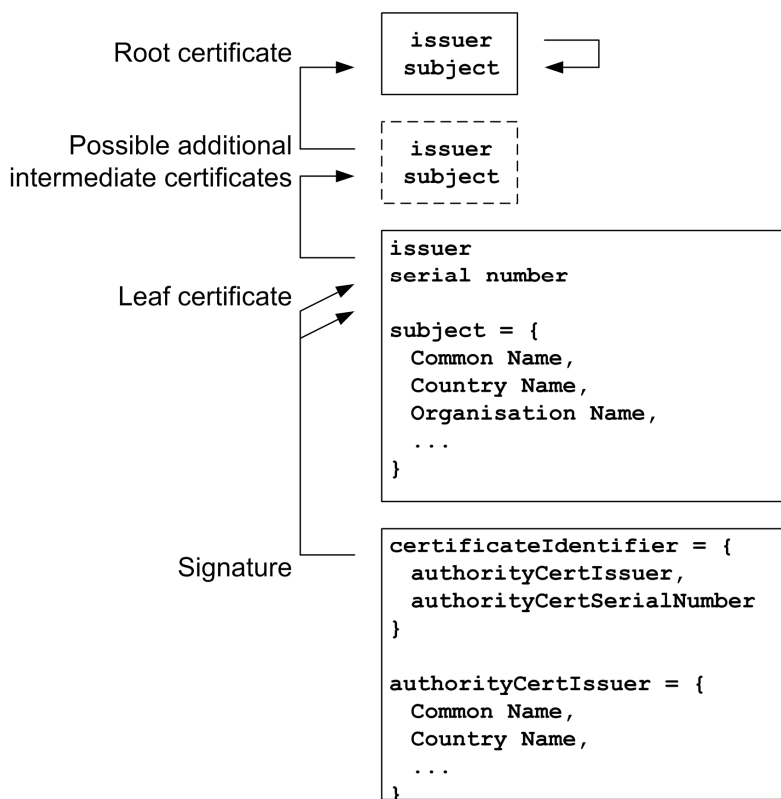 Root certificate
issuer
subject
Possible additional
intermediate certificates
issuer
subject
Leaf certificate
issuer
serial number
subject = {
Common Name,
Country Name,
Organisation Name,
...
}
Signature
certificateIdentifier = {
authorityCertIssuer,
authorityCertSerialNumber
}
authorityCertIssuer = {
Common Name,
Country Name,
...
}